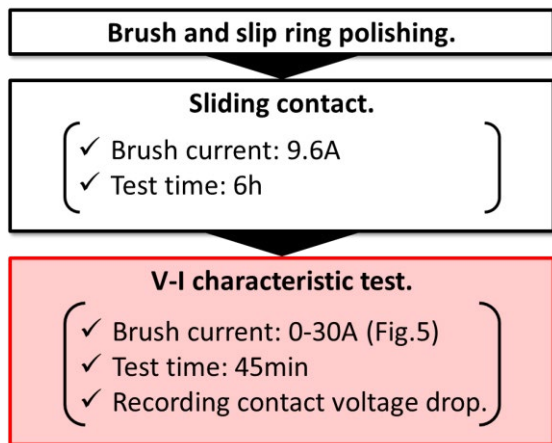 Brush and slip ring polishing.
Sliding contact.
✓ Brush current: 9.6A
✓ Test time: 6h
V-I characteristic test.
✓ Brush current: 0-30A (Fig.5)
✓ Test time: 45min
✓ Recording contact voltage drop.